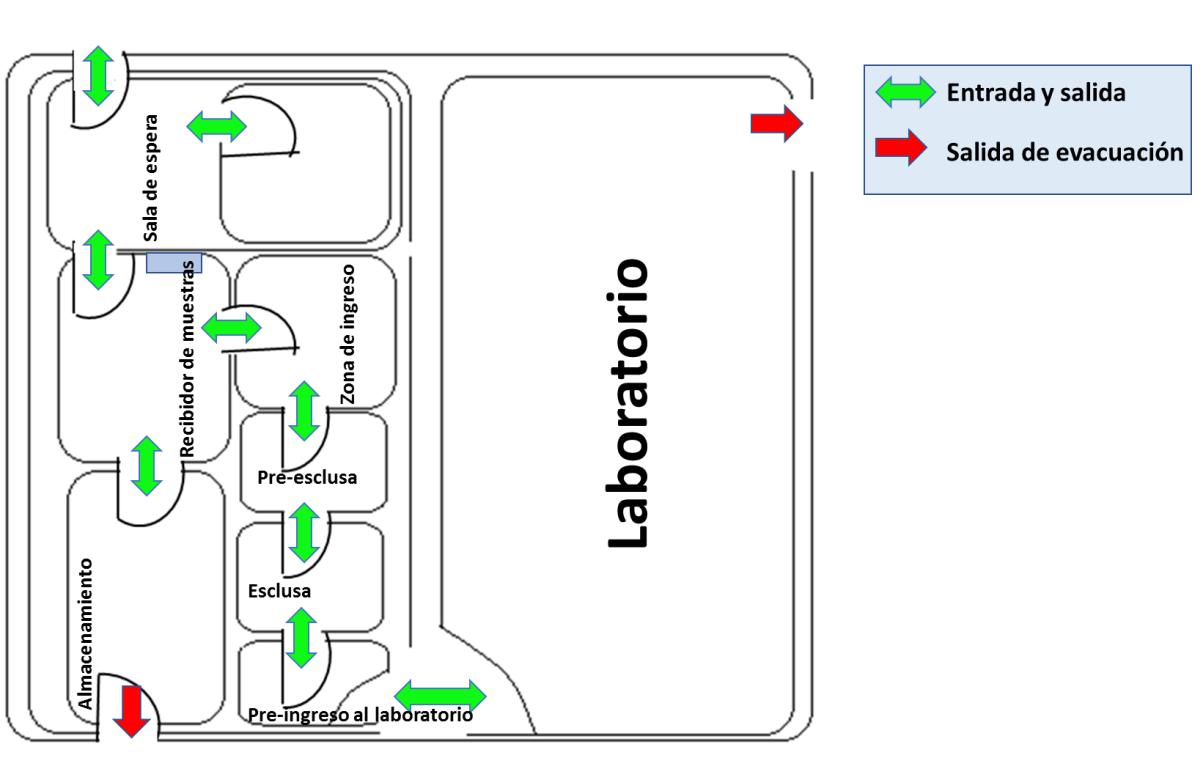 Entrada y salida
Salida de evacuación
Sala de espera
Recibidor de muestras
Zona de ingreso
Laboratorio
Pre-esclusa
Esclusa
Almacenamiento
Pre-ingreso al laboratorio